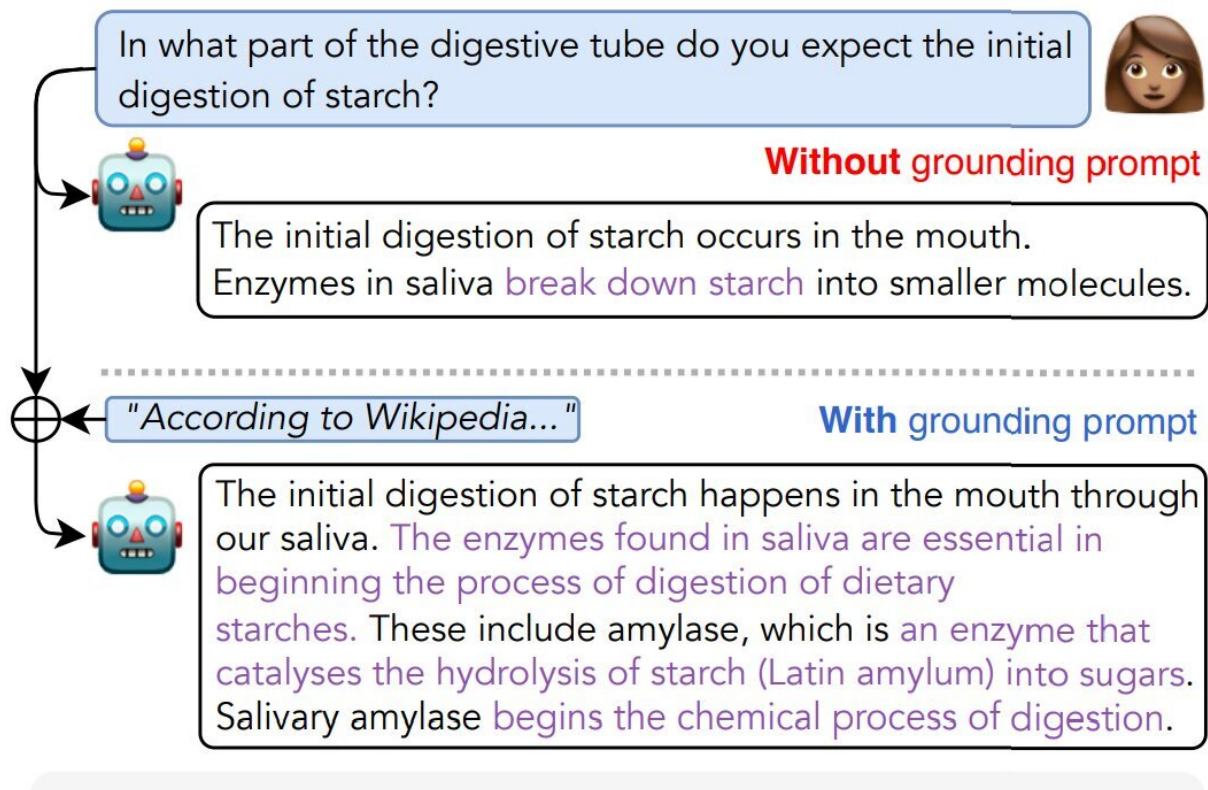 In what part of the digestive tube do you expect the initial
digestion of starch?
Without grounding prompt
The initial digestion of starch occurs in the mouth.
Enzymes in saliva break down starch into smaller molecules.
"According to Wikipedia..."
With grounding prompt
The initial digestion of starch happens in the mouth through
our saliva. The enzymes found in saliva are essential in
beginning the process of digestion of dietary
starches. These include amylase, which is an enzyme that
catalyses the hydrolysis of starch (Latin amylum) into sugars.
Salivary amylase begins the chemical process of digestion.